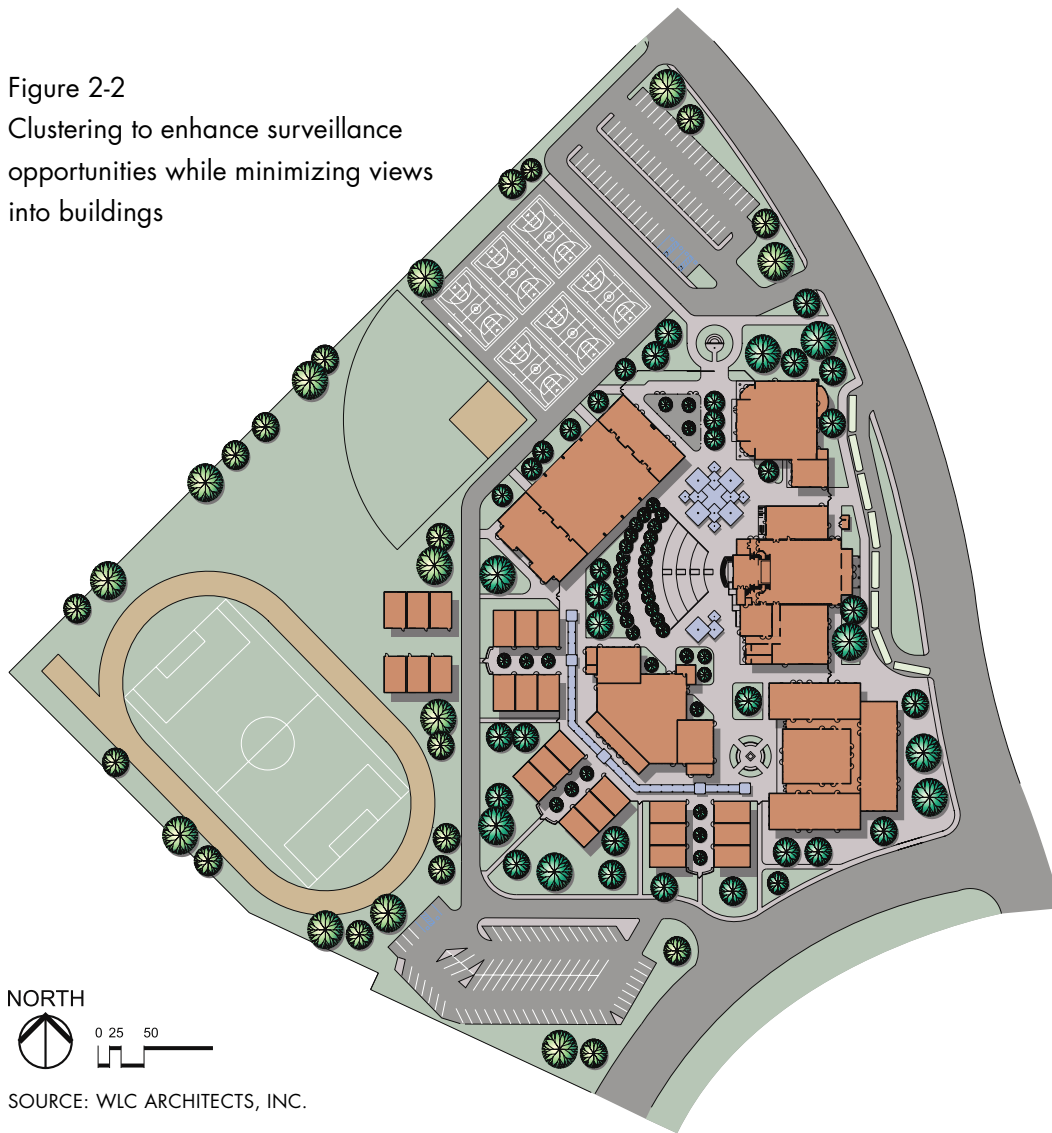 Figure 2-2
Clustering to enhance surveillance
opportunities while minimizing views
into buildings
NORTH
0 25 50
SOURCE: WLC ARCHITECTS, INC.